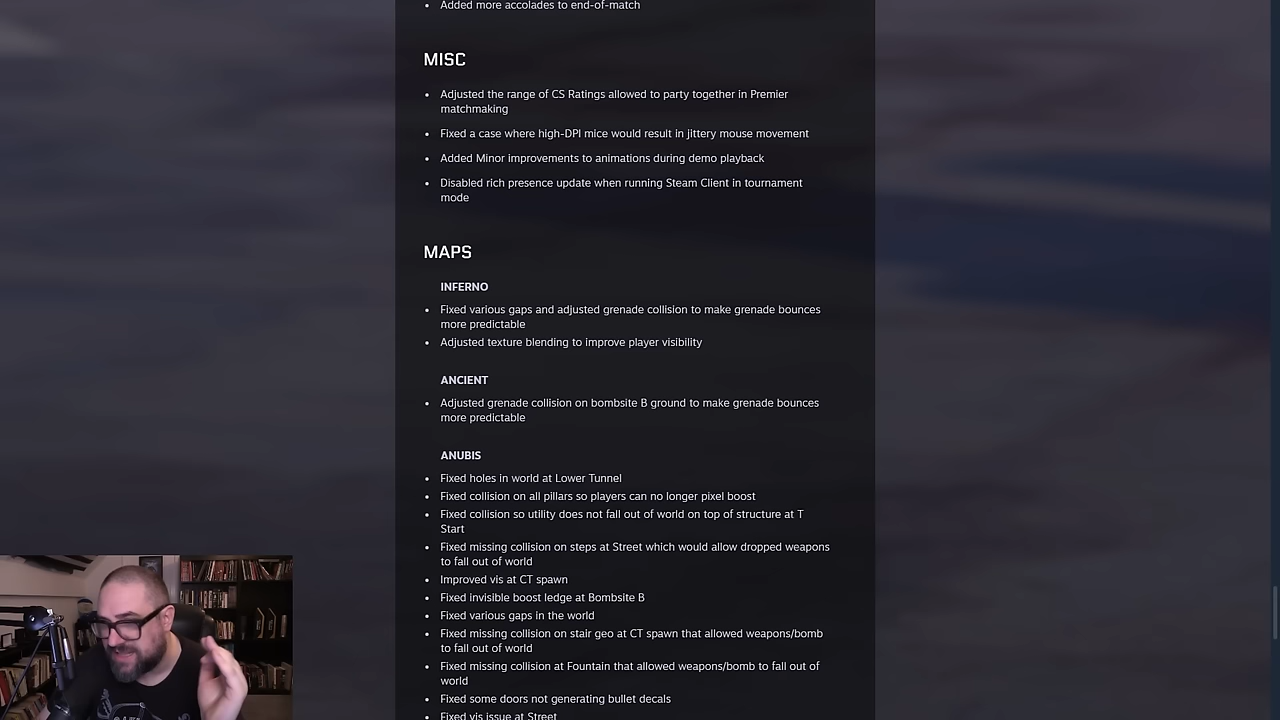 • Added more accolades to end-of-match
MISC
• Adjusted the range of CS Ratings allowed to party together in Premier
matchmaking
• Fixed a case where high-DPI mice would result in jittery mouse movement
• Added Minor improvements to animations during demo playback
• Disabled rich presence update when running Steam Client in tournament
mode
MAPS
INFERNO
• Fixed various gaps and adjusted grenade collision to make grenade bounces
more predictable
• Adjusted texture blending to improve player visibility
ANCIENT
• Adjusted grenade collision on bombsite B ground to make grenade bounces
more predictable
ANUBIS
• Fixed holes in world at Lower Tunnel
• Fixed collision on all pillars so players can no longer pixel boost
• Fixed collision so utility does not fall out of world on top of structure at T
Start
• Fixed missing collision on steps at Street which would allow dropped weapons
to fall out of world
• Improved vis at CT spawn
• Fixed invisible boost ledge at Bombsite B
• Fixed various gaps in the world
• Fixed missing collision on stair geo at CT spawn that allowed weapons/bomb
to fall out of world
• Fixed missing collision at Fountain that allowed weapons/bomb to fall out of
world
• Fixed some doors not generating bullet decals
• Fixed vis issue at Street